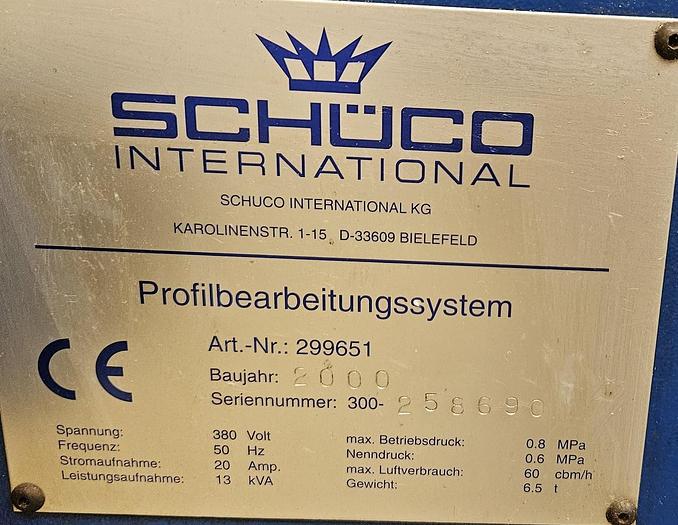 SCHÜCO
INTERNATIONAL
SCHUCO INTERNATIONAL KG
KAROLINENSTR. 1-15, D-33609 BIELEFELD
Profilbearbeitungssystem
CE
Art.-Nr.: 299651
Baujahr: 2000
Seriennummer: 300-258690
Spannung: 380 Volt
Frequenz: 50 Hz
Stromaufnahme: 20 Amp.
Leistungsaufnahme: 13 kVA
max. Betriebsdruck: 0.8 MPa
Nenndruck: 0.6 MPa
max. Luftverbrauch: 60 cbm/h
Gewicht: 6.5 t